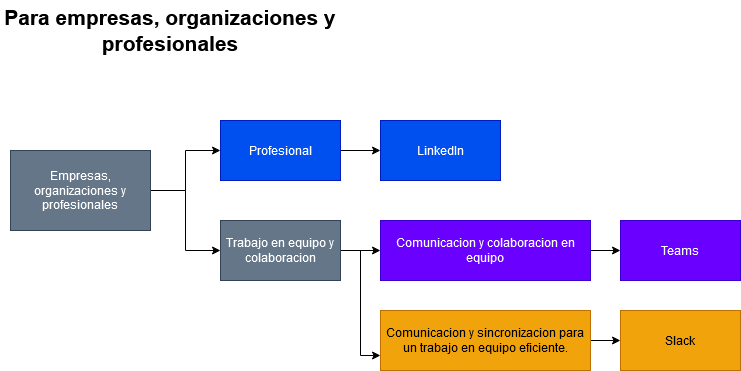 Para empresas, organizaciones y
profesionales
Profesional
LinkedIn
Empresas,
organizaciones y
profesionales
Trabajo en equipo y
colaboracion
Comunicacion y colaboracion en
equipo
Teams
Comunicacion y sincronizacion para
un trabajo en equipo eficiente.
Slack